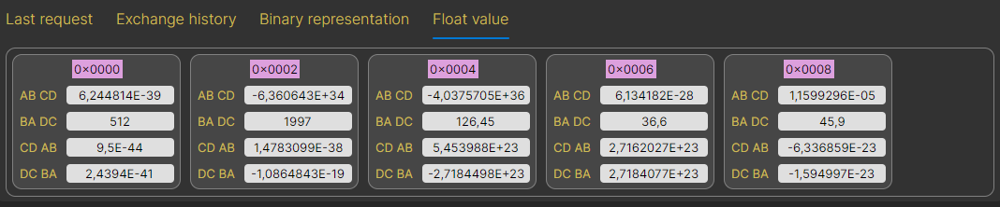 Last request Exchange history Binary representation Float value
0×0000 0×0002 0×0004 0×0006 0×0008
AB CD 6,244814E-39 AB CD -6,360643E+34 AB CD -4,0375705E+36 AB CD 6,134182E-28 AB CD 1,1599296E-05
BA DC 512 BA DC 1997 BA DC 126,45 BA DC 36,6 BA DC 45,9
CD AB 9,5E-44 CD AB 1,4783099E-38 CD AB 5,453988E+23 CD AB 2,7162027E+23 CD AB -6,336859E-23
DC BA 2,4394E-41 DC BA -1,0864843E-19 DC BA -2,7184498E+23 DC BA 2,7184077E+23 DC BA -1,594997E-23